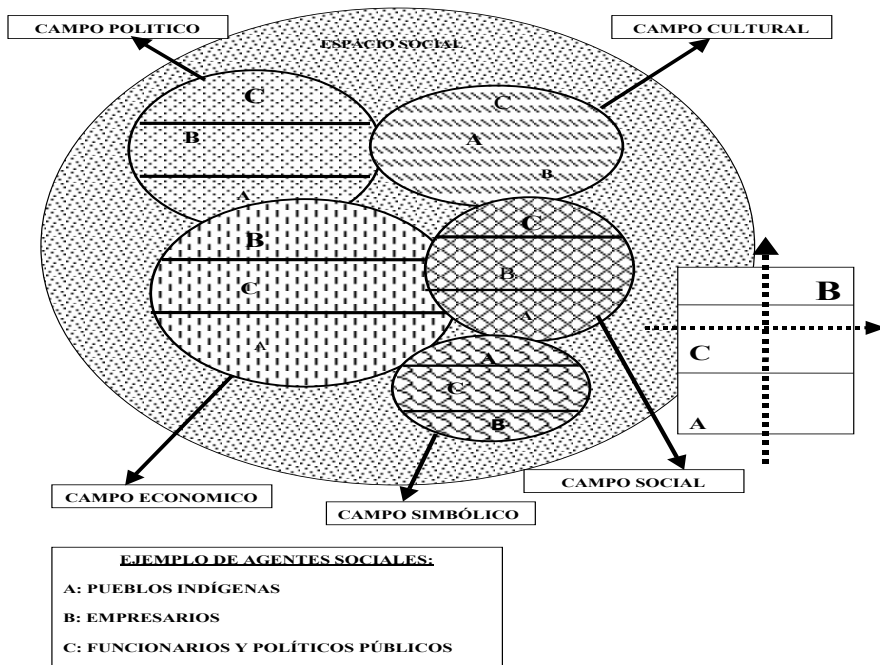 CAMPO POLITICO
CAMPO CULTURAL
ESPACIO SOCIAL
C
B
A
C
A
B
B
C
A
C
B
A
A
C
B
B
C
A
CAMPO ECONOMICO
CAMPO SIMBÓLICO
CAMPO SOCIAL
EJEMPLO DE AGENTES SOCIALES:
A: PUEBLOS INDÍGENAS
B: EMPRESARIOS
C: FUNCIONARIOS Y POLÍTICOS PÚBLICOS